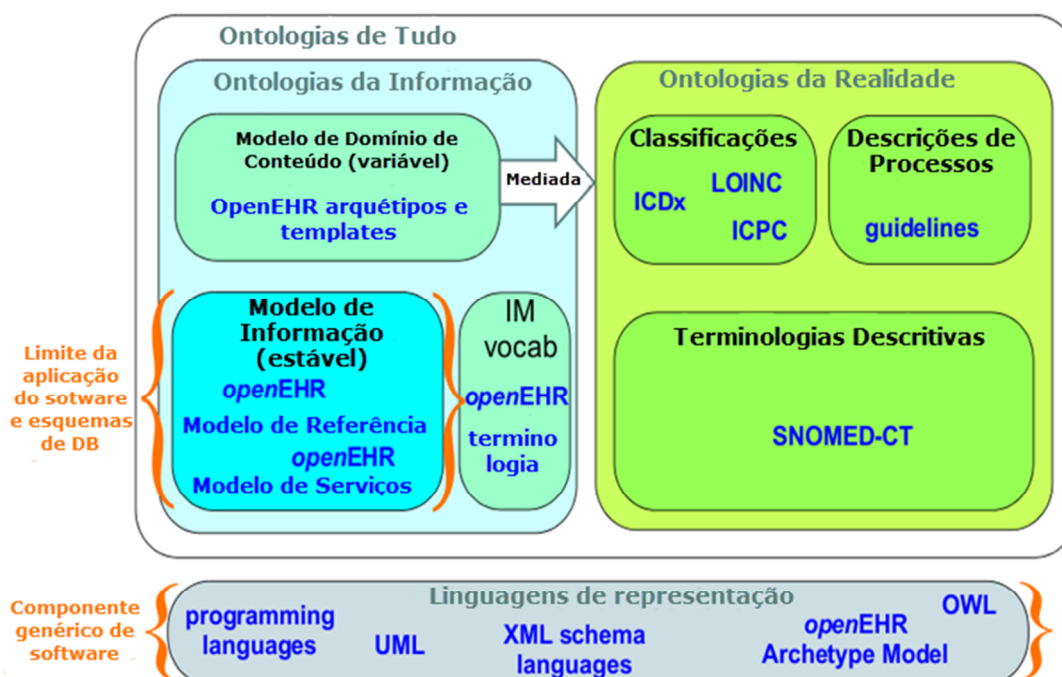 Ontologias de Tudo
Ontologias da Informação
Modelo de Domínio de
Conteúdo (variável)
OpenEHR arquétipos e
templates
Mediada
Ontologias da Realidade
Classificações
LOINC
ICDx
ICPC
Descrições de
Processos
guidelines
Limite da
aplicação
do sotware
e esquemas
de DB
Modelo de
Informação
(estável)
openEHR
Modelo de Referência
openEHR
Modelo de Serviços
IM
vocab
openEHR
termino
logia
Terminologias Descritivas
SNOMED-CT
Componente
genérico de
software
Linguagens de representação
programming
languages
UML
XML schema
languages
openEHR
Archetype Model
OWL